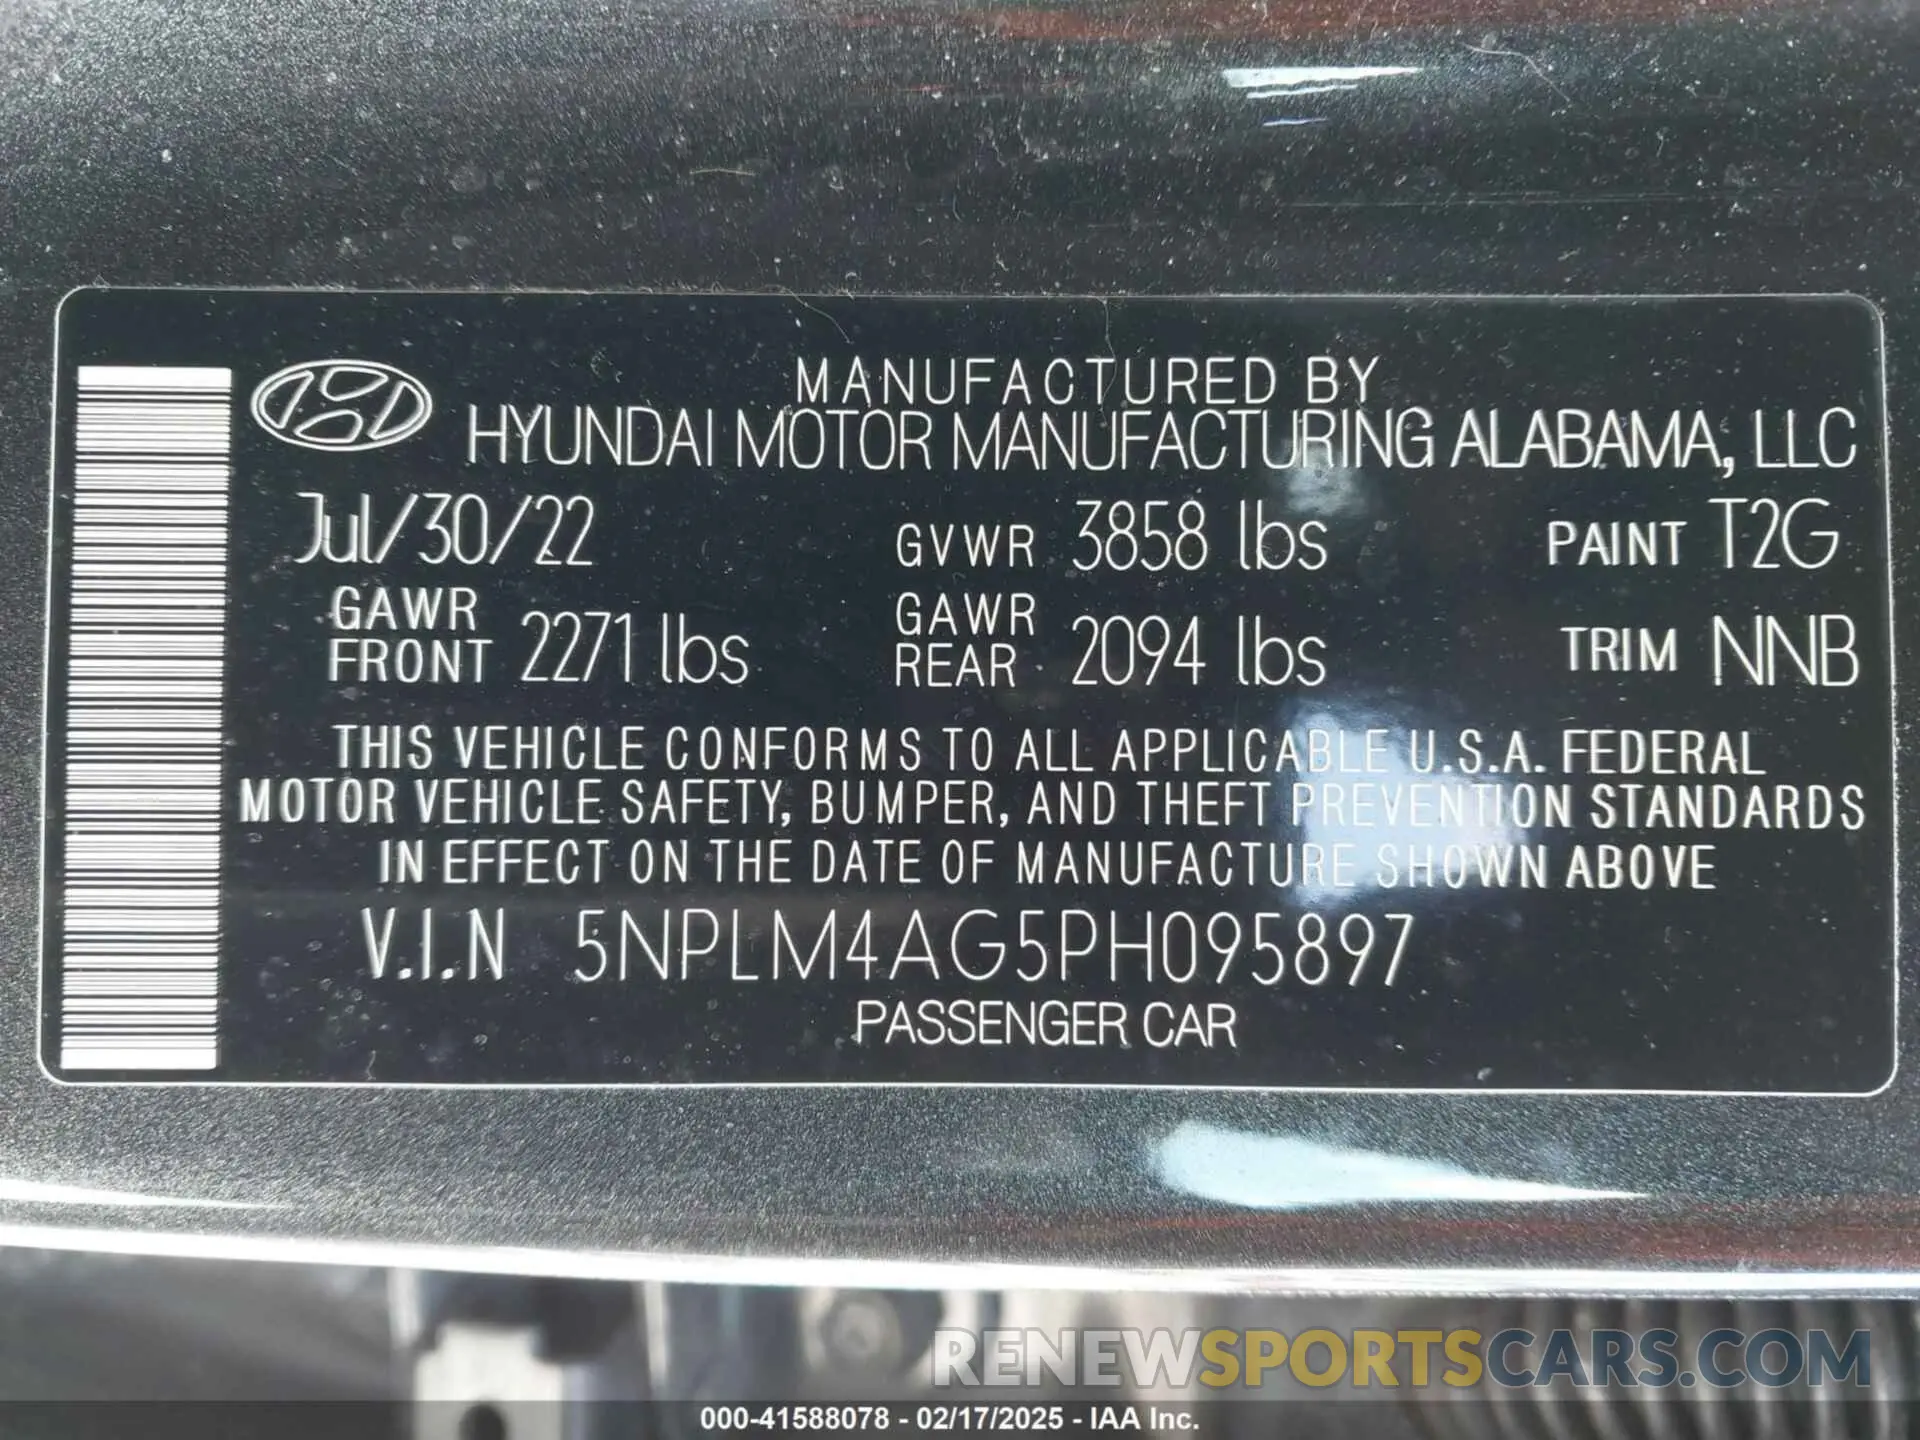 MANUFACTURED BY
HYUNDAI MOTOR MANUFACTURING ALABAMA, LLC
Jul/30/22 GVWR 3858 lbs PAINT T2G
GAWR FRONT 2271 lbs GAWR REAR 2094 lbs TRIM NNB
THIS VEHICLE CONFORMS TO ALL APPLICABLE U.S.A. FEDERAL
MOTOR VEHICLE SAFETY, BUMPER, AND THEFT PREVENTION STANDARDS
IN EFFECT ON THE DATE OF MANUFACTURE SHOWN ABOVE
V.I.N 5NPLM4AG5PH095897
PASSENGER CAR
RENEWSPORTSCARS.COM
000-41588078 - 02/17/2025 - IAA Inc.